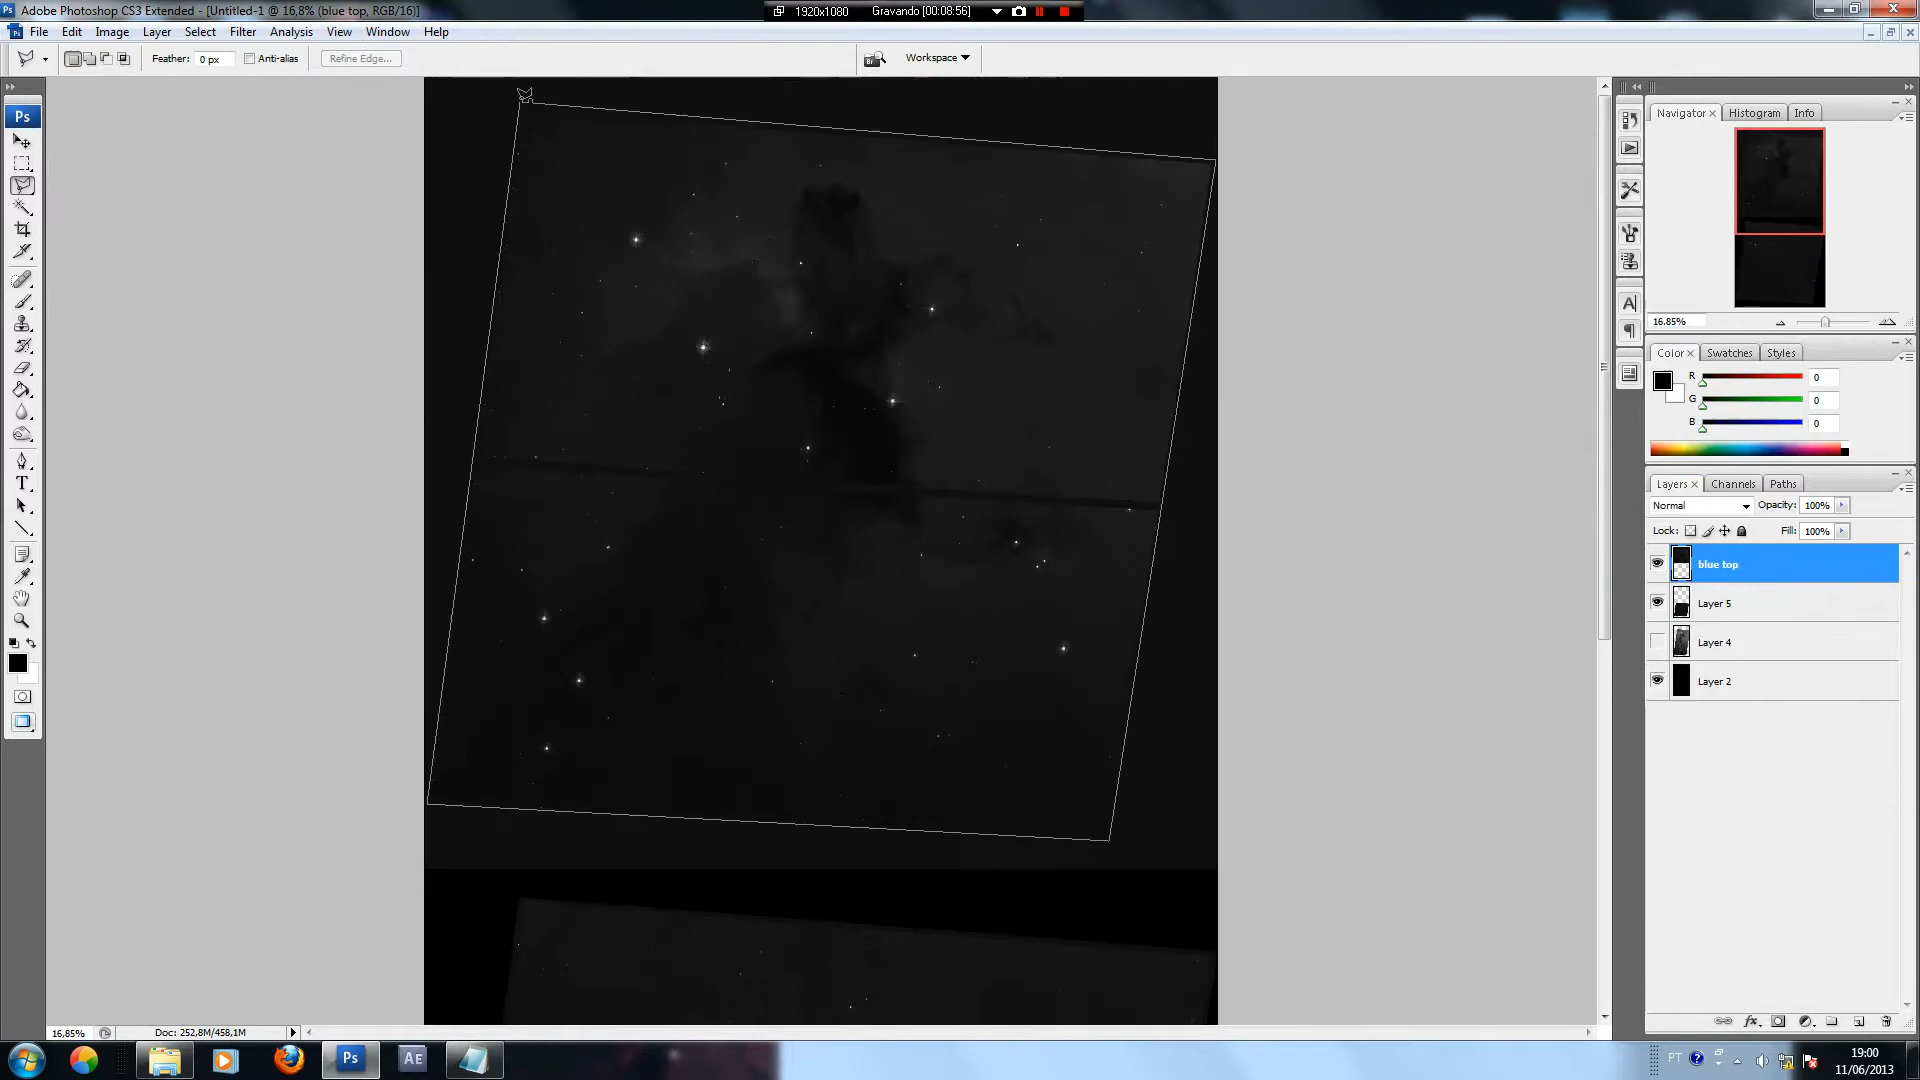 Adobe Photoshop CS3 Extended - [Untitled-1 @ 16,8% (blue top, RGB/16)]
1920x1080 Gravando [00:08:56]
File Edit Image Layer Select Filter Analysis View Window Help
Feather: 0 px Anti-alias Refine Edge... Br Workspace
Ps
Navigator Histogram Info
16.85%
Color Swatches Styles
R 0
G 0
B 0
Layers Channels Paths
Normal Opacity: 100%
Lock: Fill: 100%
blue top
Layer 5
Layer 4
Layer 2
T
A
16,85% Doc: 252,8M/458,1M
Ps Ae PT 19:00
11/06/2013